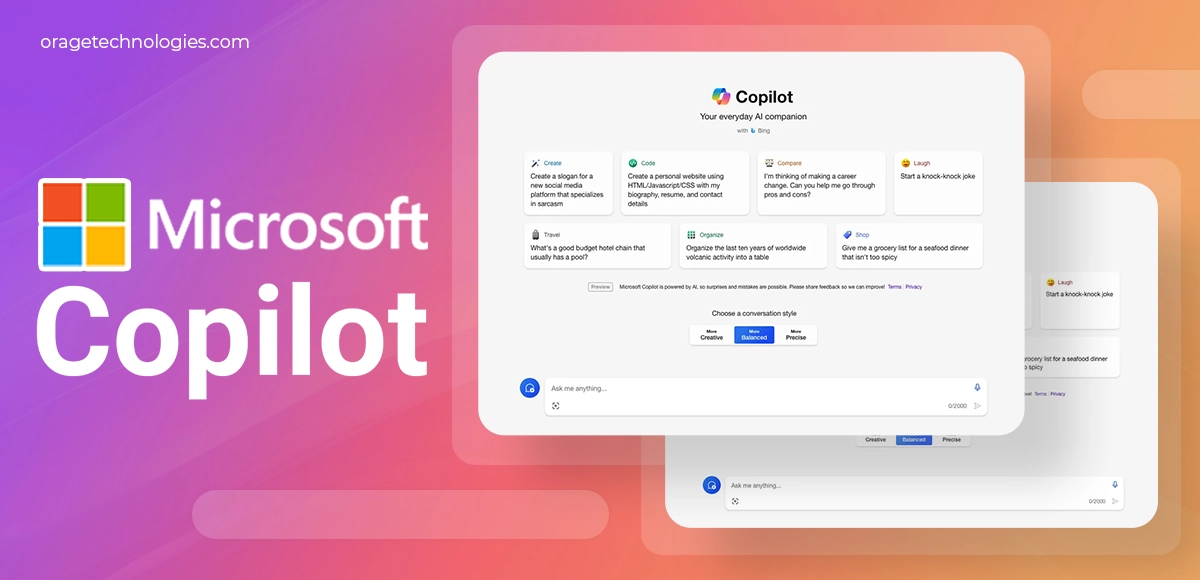 oragetechnologies.com
Microsoft
Copilot
Copilot
Your everyday AI companion
with Bing
Create
Create a slogan for a
new social media
platform that specializes
in sarcasm
Code
Create a personal website using
HTML/Javascript/CSS with my
biography, resume, and contact
details
Compare
I'm thinking of making a career
change. Can you help me go through
pros and cons?
Laugh
Start a knock-knock joke
Travel
What's a good budget hotel chain that
usually has a pool?
Organize
Organize the last ten years of worldwide
volcanic activity into a table
Shop
Give me a grocery list for a seafood dinner
that isn't too spicy
Preview Microsoft Copilot is powered by AI, so surprises and mistakes are possible. Please share feedback so we can improve! Terms | Privacy
Choose a conversation style
More
Creative
More
Balanced
More
Precise
Ask me anything...
0/2000
Laugh
Start a knock-knock joke
grocery list for a seafood dinner
spicy
Terms | Privacy
Creative
Balanced
Precise
Ask me anything...
0/2000